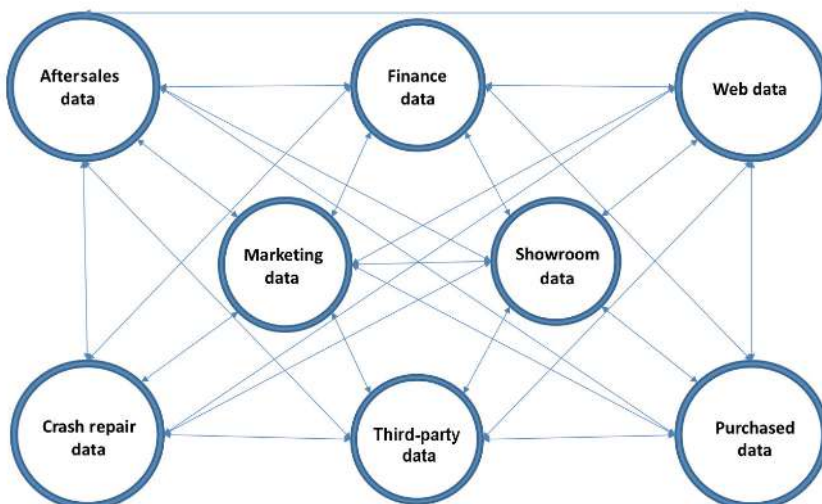 Aftersales
data
Finance
data
Web data
Marketing
data
Showroom
data
Crash repair
data
Third-party
data
Purchased
data